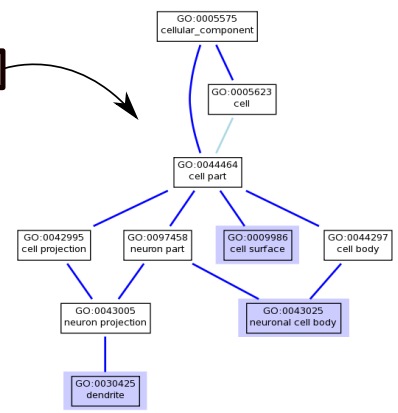 GO:0005575
cellular_component
GO:0005623
cell
GO:0044464
cell part
GO:0042995
cell projection
GO:0097458
neuron part
GO:0009986
cell surface
GO:0044297
cell body
GO:0043005
neuron projection
GO:0043025
neuronal cell body
GO:0030425
dendrite